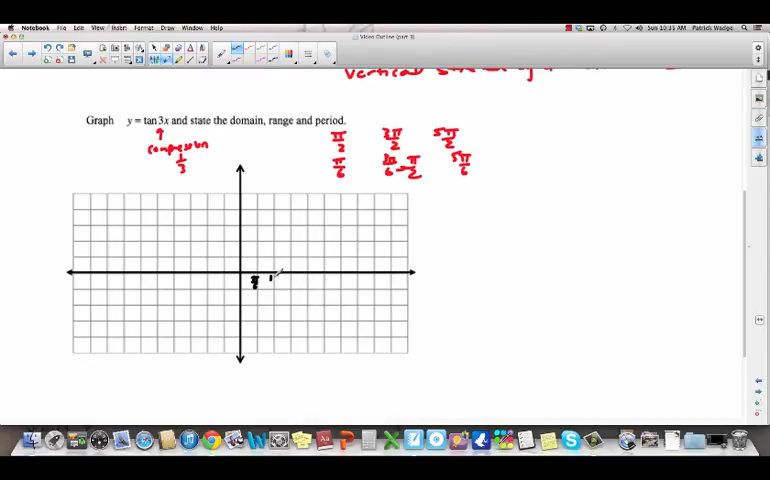 Notebook File Edit View Insert Format Draw Window Help Sun 10:33 AM Patrick Wadge
Video Outline (part 3)
Graph y = tan 3x and state the domain, range and period.
π/2 3π/2 5π/2
compression
1/3
π/6 3π/6 π/2 5π/6
π/6